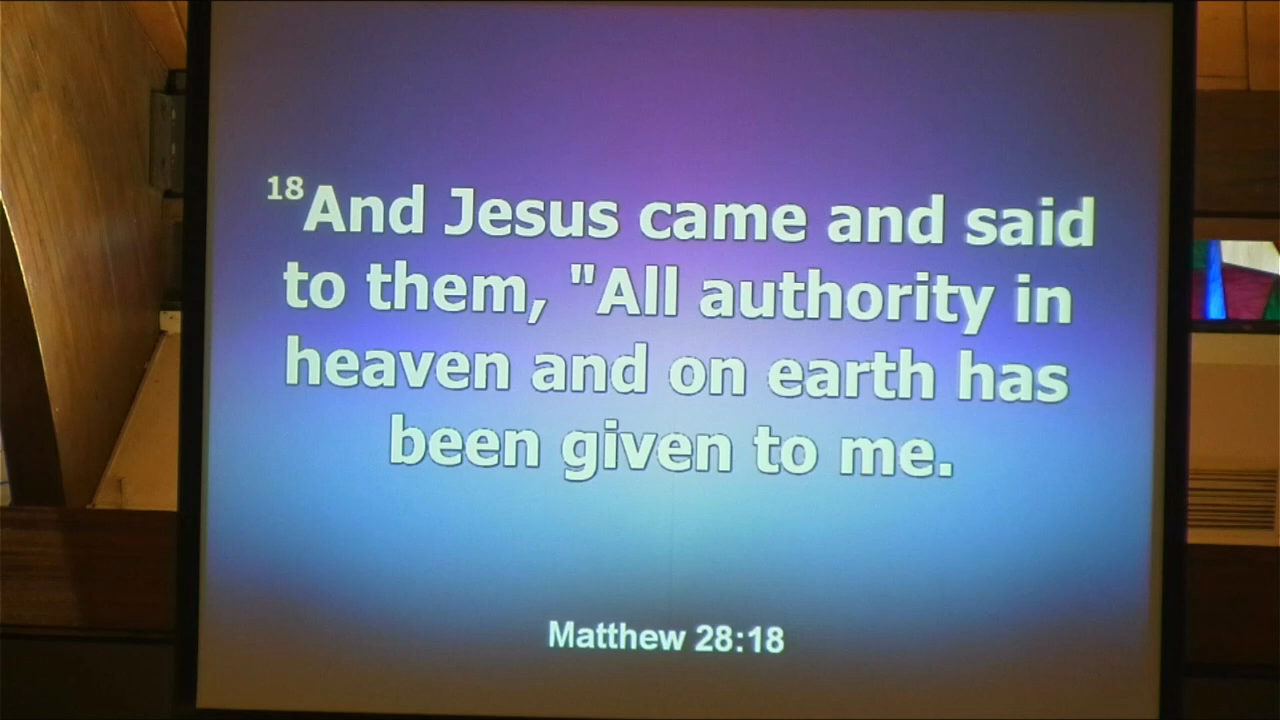 18And Jesus came and said
to them, "All authority in
heaven and on earth has
been given to me.
Matthew 28:18